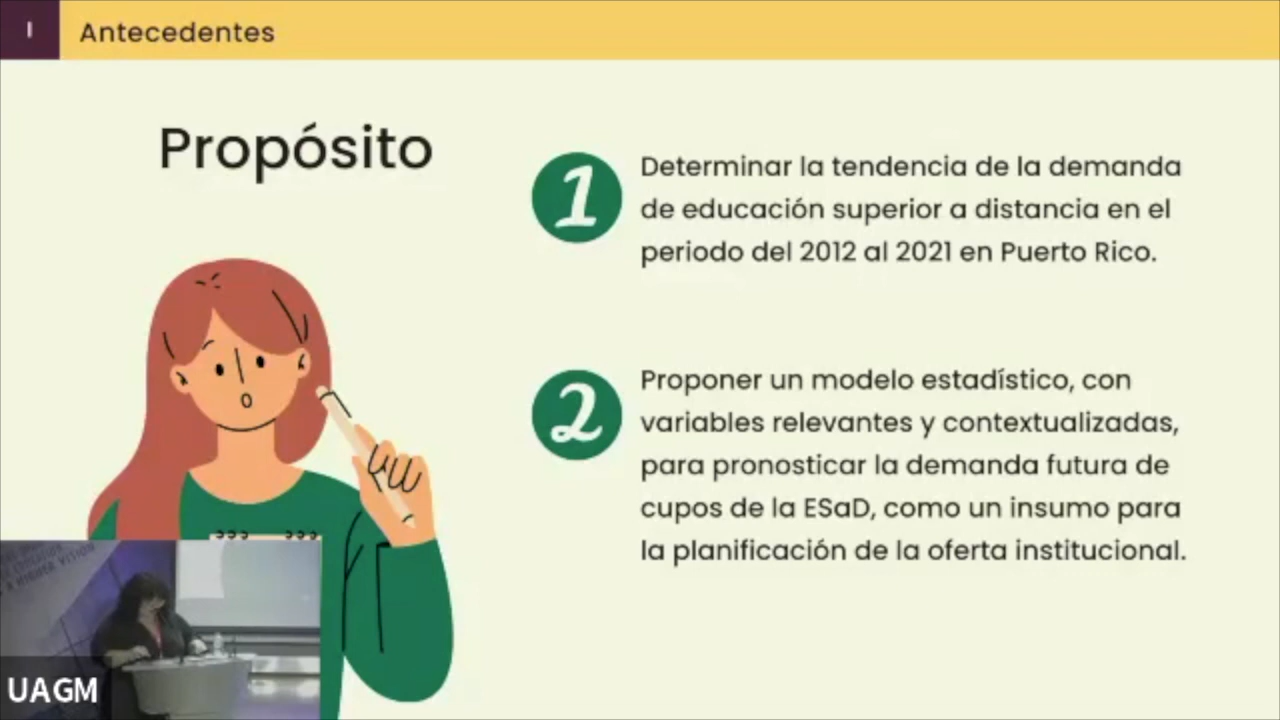 I
Antecedentes
Propósito
1
Determinar la tendencia de la demanda
de educación superior a distancia en el
periodo del 2012 al 2021 en Puerto Rico.
2
Proponer un modelo estadístico, con
variables relevantes y contextualizadas,
para pronosticar la demanda futura de
cupos de la ESaD, como un insumo para
la planificación de la oferta institucional.
A HIGHER VISION
UAGM